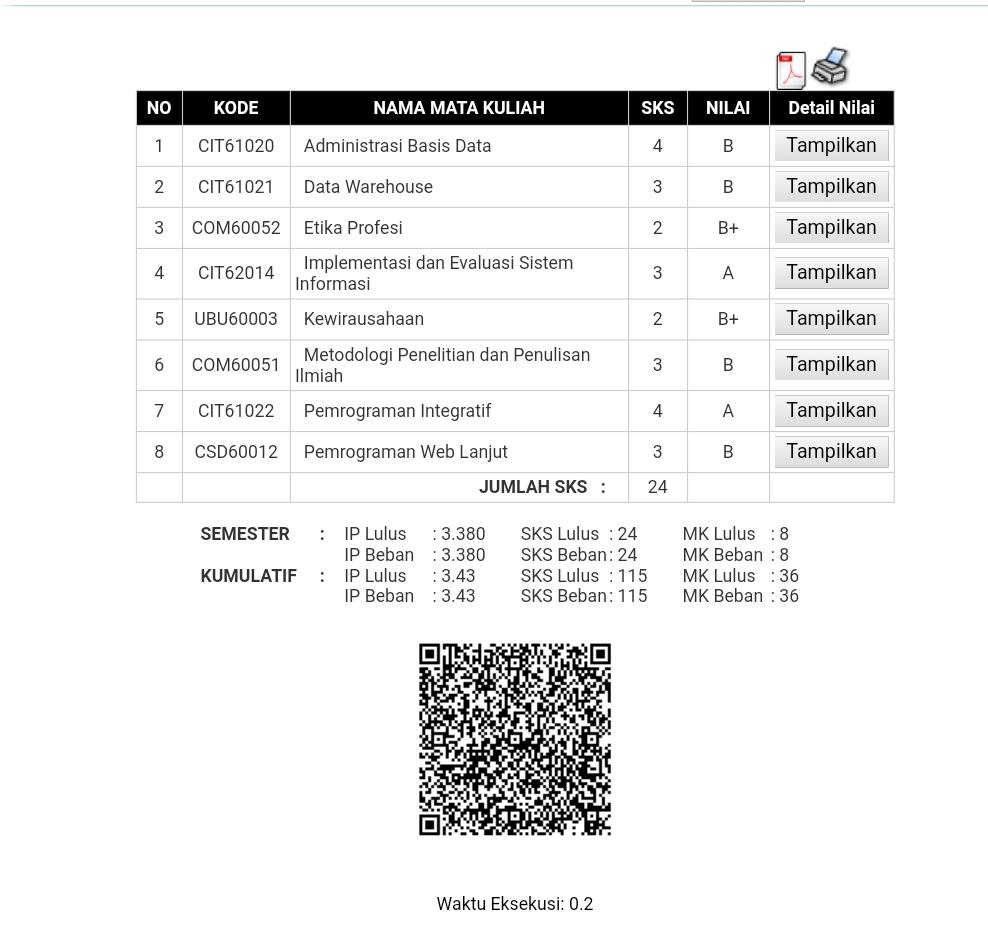 NO KODE NAMA MATA KULIAH SKS NILAI Detail Nilai
1 CIT61020 Administrasi Basis Data 4 B Tampilkan
2 CIT61021 Data Warehouse 3 B Tampilkan
3 COM60052 Etika Profesi 2 B+ Tampilkan
4 CIT62014 Implementasi dan Evaluasi Sistem
Informasi 3 A Tampilkan
5 UBU60003 Kewirausahaan 2 B+ Tampilkan
6 COM60051 Metodologi Penelitian dan Penulisan
Ilmiah 3 B Tampilkan
7 CIT61022 Pemrograman Integratif 4 A Tampilkan
8 CSD60012 Pemrograman Web Lanjut 3 B Tampilkan
JUMLAH SKS : 24
SEMESTER : IP Lulus : 3.380 SKS Lulus : 24 MK Lulus : 8
IP Beban : 3.380 SKS Beban : 24 MK Beban : 8
KUMULATIF : IP Lulus : 3.43 SKS Lulus : 115 MK Lulus : 36
IP Beban : 3.43 SKS Beban : 115 MK Beban : 36
Waktu Eksekusi: 0.2